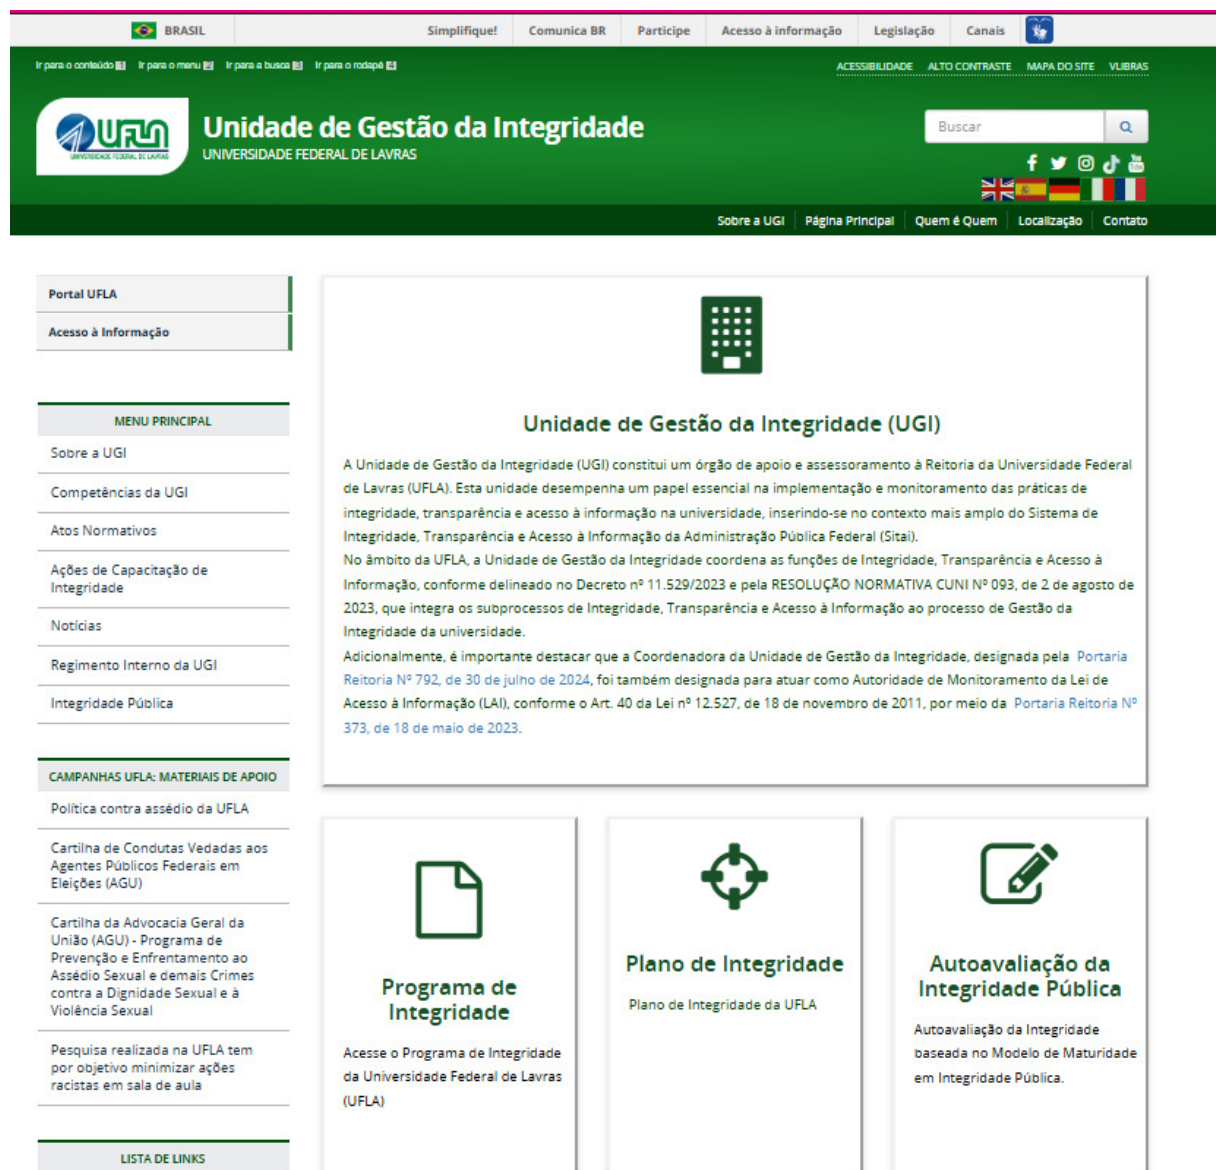 BRASIL
Simplifique!
Comunica BR
Participe
Acesso à informação
Legislação
Canais
Ir para o conteúdo 1
Ir para o menu 2
Ir para a busca 3
Ir para o rodapé 4
ACESSIBILIDADE
ALTO CONTRASTE
MAPA DO SITE
VLIBRAS
UFLA
UNIVERSIDADE FEDERAL DE LAVRAS
Unidade de Gestão da Integridade
UNIVERSIDADE FEDERAL DE LAVRAS
Buscar
Sobre a UGI
Página Principal
Quem é Quem
Localização
Contato
Portal UFLA
Acesso à Informação
MENU PRINCIPAL
Sobre a UGI
Competências da UGI
Atos Normativos
Ações de Capacitação de
Integridade
Notícias
Regimento Interno da UGI
Integridade Pública
CAMPANHAS UFLA: MATERIAIS DE APOIO
Política contra assédio da UFLA
Cartilha de Condutas Vedadas aos
Agentes Públicos Federais em
Eleições (AGU)
Cartilha da Advocacia Geral da
União (AGU) - Programa de
Prevenção e Enfrentamento ao
Assédio Sexual e demais Crimes
contra a Dignidade Sexual e à
Violência Sexual
Pesquisa realizada na UFLA tem
por objetivo minimizar ações
racistas em sala de aula
LISTA DE LINKS
Unidade de Gestão da Integridade (UGI)
A Unidade de Gestão da Integridade (UGI) constitui um órgão de apoio e assessoramento à Reitoria da Universidade Federal
de Lavras (UFLA). Esta unidade desempenha um papel essencial na implementação e monitoramento das práticas de
integridade, transparência e acesso à informação na universidade, inserindo-se no contexto mais amplo do Sistema de
Integridade, Transparência e Acesso à Informação da Administração Pública Federal (Sitai).
No âmbito da UFLA, a Unidade de Gestão da Integridade coordena as funções de Integridade, Transparência e Acesso à
Informação, conforme delineado no Decreto nº 11.529/2023 e pela RESOLUÇÃO NORMATIVA CUNI Nº 093, de 2 de agosto de
2023, que integra os subprocessos de Integridade, Transparência e Acesso à Informação ao processo de Gestão da
Integridade da universidade.
Adicionalmente, é importante destacar que a Coordenadora da Unidade de Gestão da Integridade, designada pela Portaria
Reitoria Nº 792, de 30 de julho de 2024, foi também designada para atuar como Autoridade de Monitoramento da Lei de
Acesso à Informação (LAI), conforme o Art. 40 da Lei nº 12.527, de 18 de novembro de 2011, por meio da Portaria Reitoria Nº
373, de 18 de maio de 2023.
Programa de
Integridade
Acesse o Programa de Integridade
da Universidade Federal de Lavras
(UFLA)
Plano de Integridade
Plano de Integridade da UFLA
Autoavaliação da
Integridade Pública
Autoavaliação da Integridade
baseada no Modelo de Maturidade
em Integridade Pública.